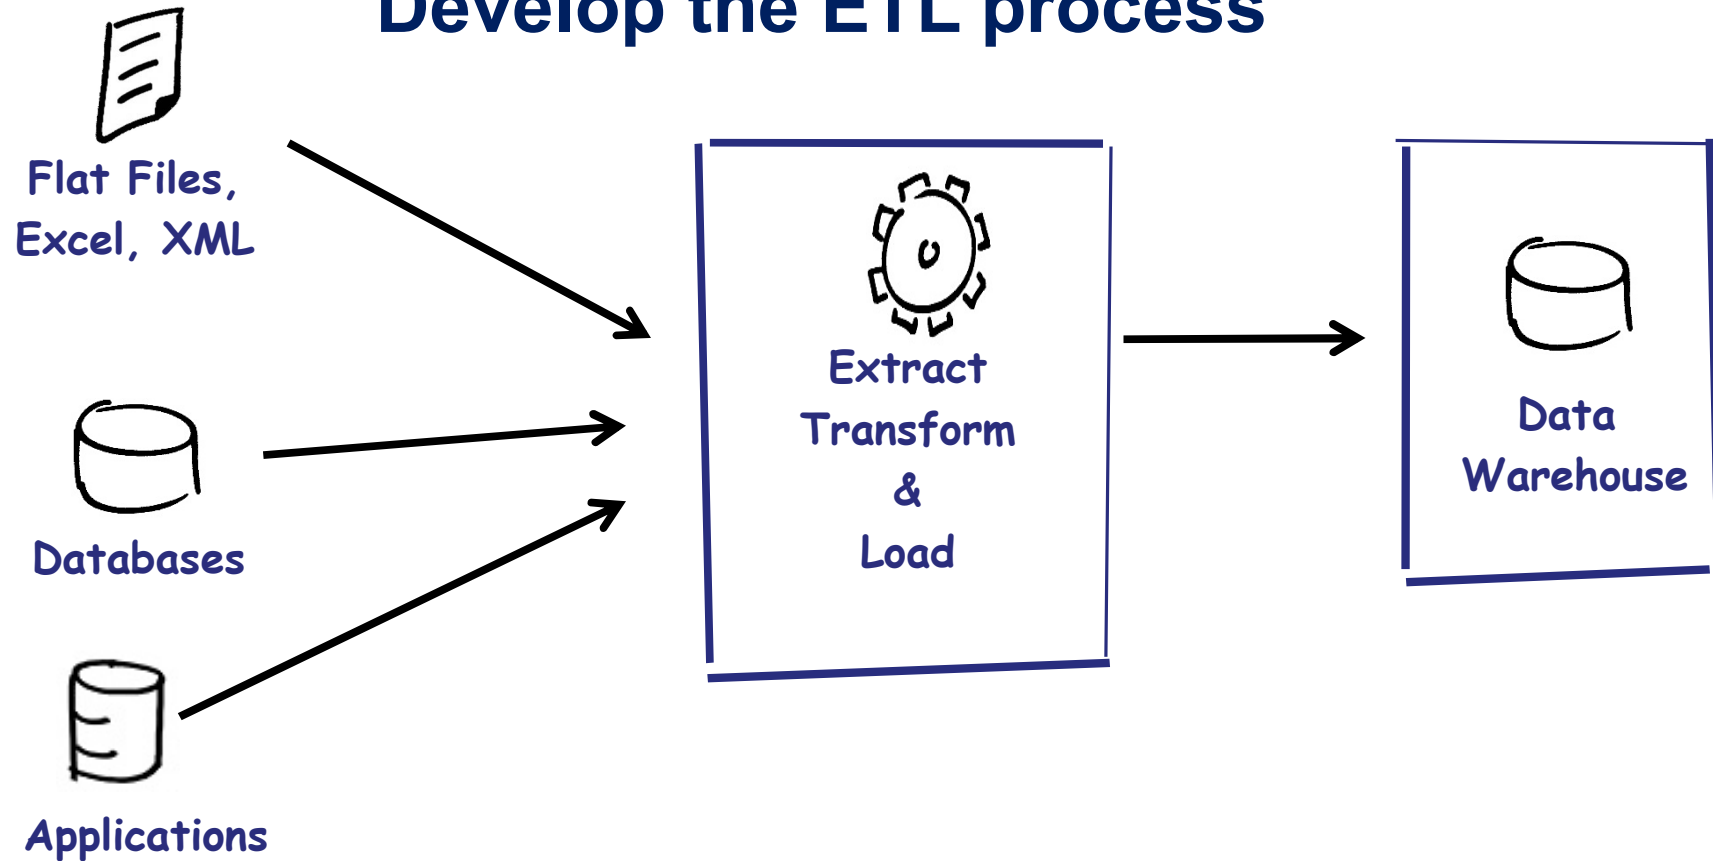 Develop the ETL process
Flat Files,
Excel, XML
Databases
Applications
Extract
Transform
&
Load
Data
Warehouse